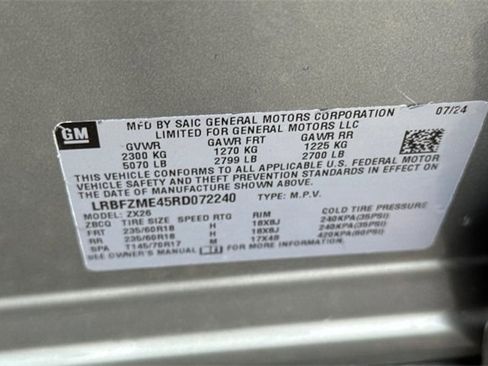 GM
MFD BY SAIC GENERAL MOTORS CORPORATION 07/24
LIMITED FOR GENERAL MOTORS LLC
GVWR GAWR FRT GAWR RR
2300 KG 1270 KG 1225 KG
5070 LB 2799 LB 2700 LB
THIS VEHICLE CONFORMS TO ALL APPLICABLE U.S. FEDERAL MOTOR
VEHICLE SAFETY, BUMPER, AND THEFT PREVENTION STANDARDS IN
EFFECT ON THE DATE OF MANUFACTURE SHOWN ABOVE.
LRBFZME45RD072240 TYPE: M.P.V.
MODEL: ZX26
ZBCQ TIRE SIZE SPEED RTG RIM COLD TIRE PRESSURE
FRT 235/60R18 H 18X8J 240KPA(35PSI)
RR 235/60R18 H 18X8J 240KPA(35PSI)
SPA T145/70R17 M 17X4B 420KPA(60PSI)
SEE OWNER'S MANUAL FOR ADDITIONAL INFORMATION.